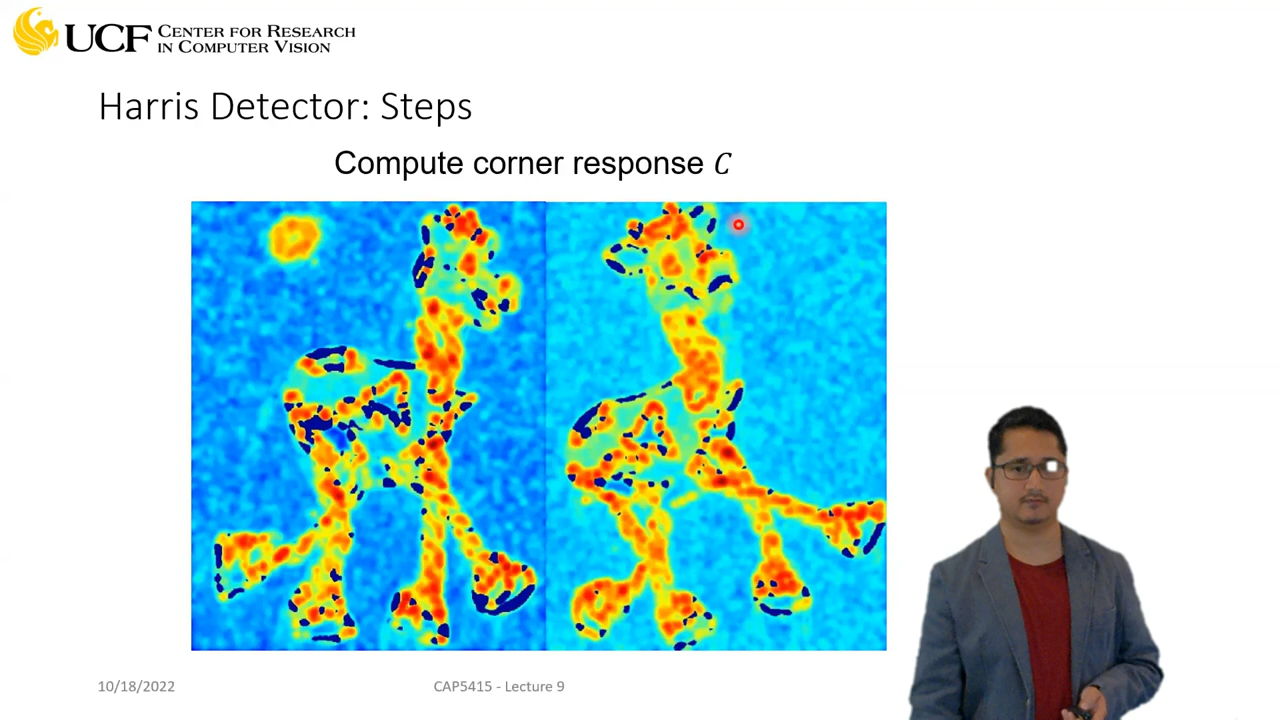 UCF CENTER FOR RESEARCH
IN COMPUTER VISION
Harris Detector: Steps
Compute corner response C
10/18/2022
CAP5415 - Lecture 9